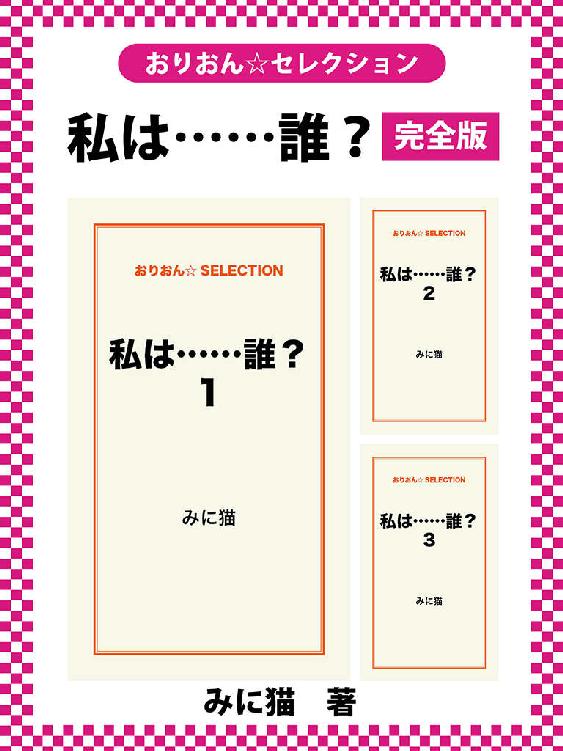 おりおん☆セレクション
私は……誰？ 完全版
おりおん☆ SELECTION
私は……誰？
1
みに猫
おりおん☆ SELECTION
私は……誰？
2
みに猫
おりおん☆ SELECTION
私は……誰？
3
みに猫
みに猫　著